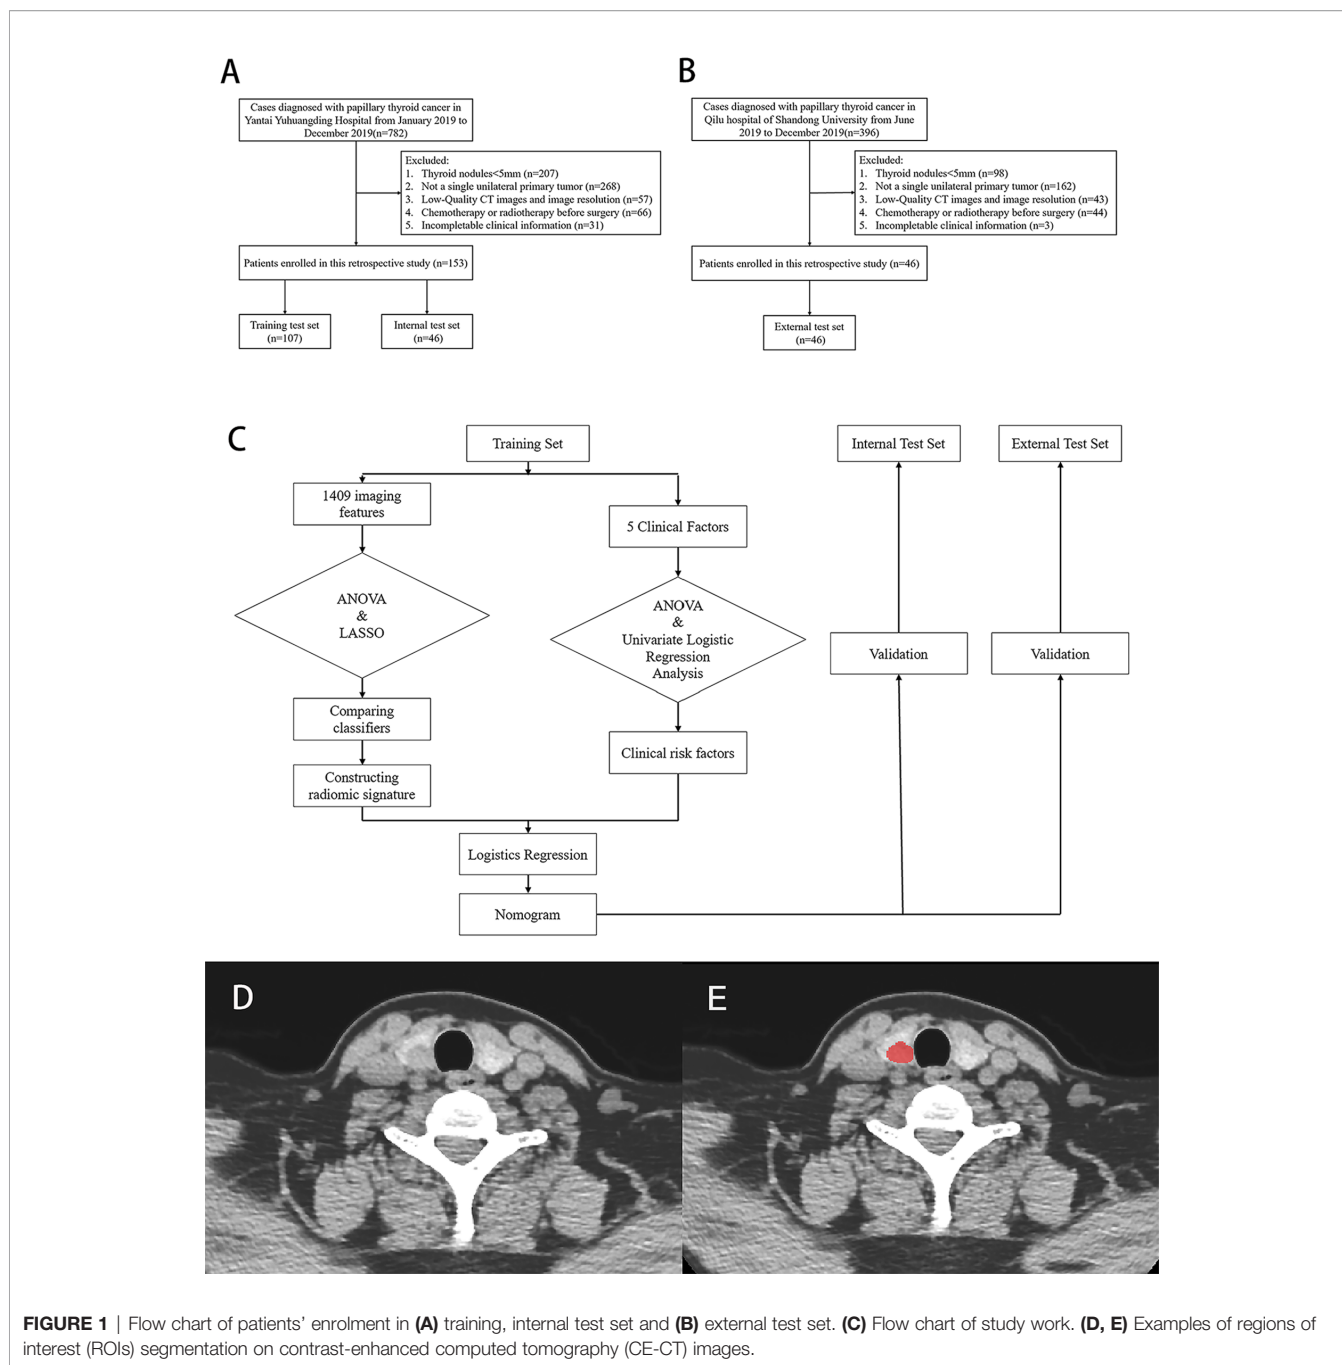 A
Cases diagnosed with papillary thyroid cancer in
Yantai Yuhuangding Hospital from January 2019 to
December 2019(n=782)
Excluded:
1. Thyroid nodules<5mm (n=207)
2. Not a single unilateral primary tumor (n=268)
3. Low-Quality CT images and image resolution (n=57)
4. Chemotherapy or radiotherapy before surgery (n=66)
5. Incompletable clinical information (n=31)
Patients enrolled in this retrospective study (n=153)
Training test set
(n=107)
Internal test set
(n=46)
B
Cases diagnosed with papillary thyroid cancer in
Qilu hospital of Shandong University from June
2019 to December 2019(n=396)
Excluded:
1. Thyroid nodules<5mm (n=98)
2. Not a single unilateral primary tumor (n=162)
3. Low-Quality CT images and image resolution (n=43)
4. Chemotherapy or radiotherapy before surgery (n=44)
5. Incompletable clinical information (n=3)
Patients enrolled in this retrospective study (n=46)
External test set
(n=46)
C
Training Set
1409 imaging
features
ANOVA
&
LASSO
Comparing
classifiers
Constructing
radiomic signature
5 Clinical Factors
ANOVA
&
Univariate Logistic
Regression
Analysis
Clinical risk factors
Logistics Regression
Nomogram
Internal Test Set
Validation
External Test Set
Validation
D
E
FIGURE 1 | Flow chart of patients' enrolment in (A) training, internal test set and (B) external test set. (C) Flow chart of study work. (D, E) Examples of regions of
interest (ROIs) segmentation on contrast-enhanced computed tomography (CE-CT) images.